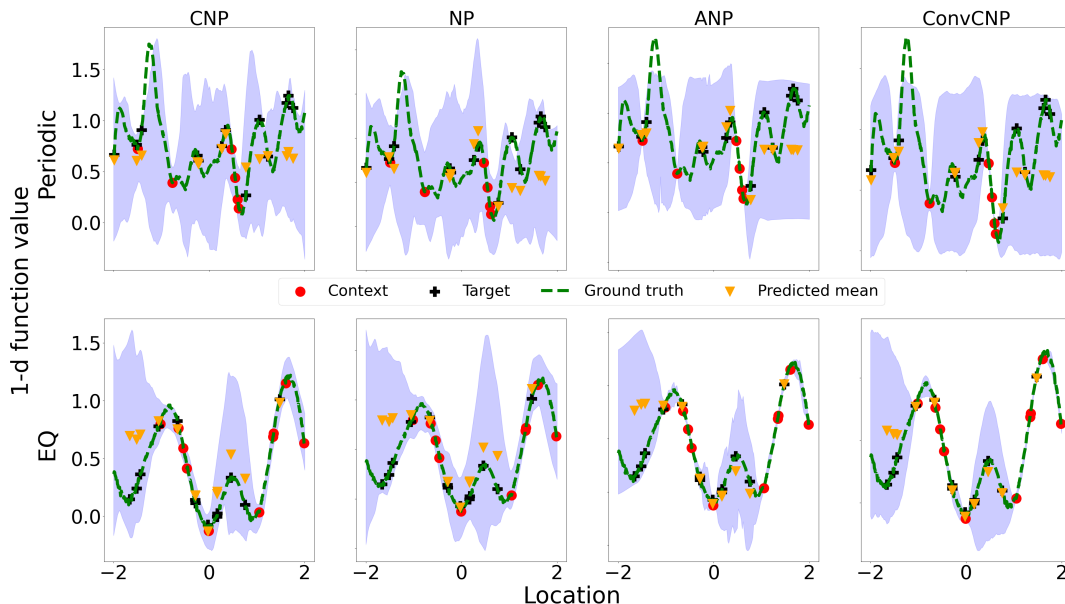 CNP NP ANP ConvCNP
1-d function value
Periodic
1.5
1.0
0.5
0.0
Context Target Ground truth Predicted mean
EQ
1.5
1.0
0.5
0.0
−2 0 2 −2 0 2 −2 0 2 −2 0 2
Location